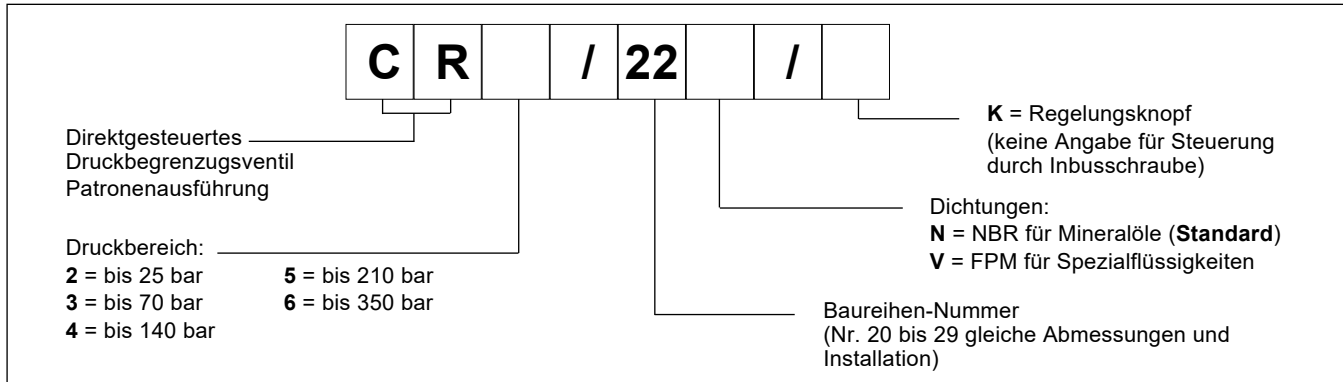 C R / 22 /
K = Regelungsknopf
(keine Angabe für Steuerung
durch Inbusschraube)
Direktgesteuertes
Druckbegrenzugsventil
Patronenausführung
Dichtungen:
N = NBR für Mineralöle (Standard)
V = FPM für Spezialflüssigkeiten
Druckbereich:
2 = bis 25 bar 5 = bis 210 bar
3 = bis 70 bar 6 = bis 350 bar
4 = bis 140 bar
Baureihen-Nummer
(Nr. 20 bis 29 gleiche Abmessungen und
Installation)